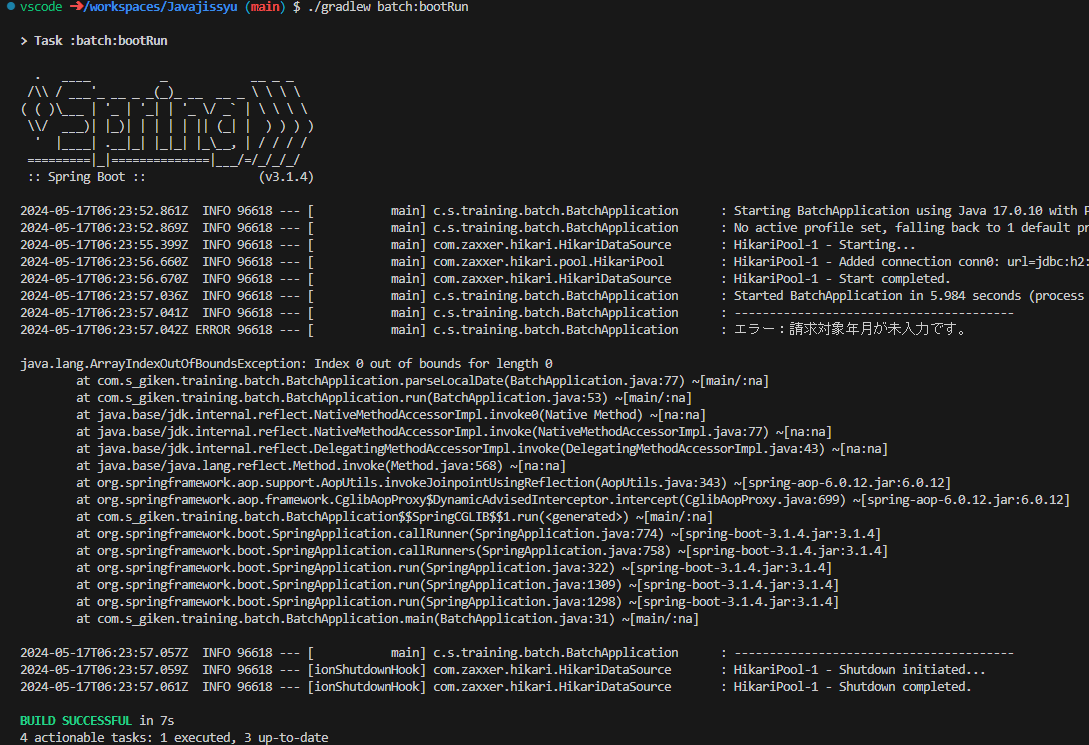 vscode ➜/workspaces/Javajissyu (main) $ ./gradlew batch:bootRun
> Task :batch:bootRun
  .   ____          _            __ _ _
 /\\ / ___'_ __ _ _(_)_ __  __ _ \ \ \ \
( ( )\___ | '_ | '_| | '_ \/ _` | \ \ \ \
 \\/  ___)| |_)| | | | | || (_| |  ) ) ) )
  '  |____| .__|_| |_|_| |_\__, | / / / /
 =========|_|==============|___/=/_/_/_/
 :: Spring Boot ::                (v3.1.4)
2024-05-17T06:23:52.861Z  INFO 96618 --- [           main] c.s.training.batch.BatchApplication      : Starting BatchApplication using Java 17.0.10 with P
2024-05-17T06:23:52.869Z  INFO 96618 --- [           main] c.s.training.batch.BatchApplication      : No active profile set, falling back to 1 default pr
2024-05-17T06:23:55.399Z  INFO 96618 --- [           main] com.zaxxer.hikari.HikariDataSource       : HikariPool-1 - Starting...
2024-05-17T06:23:56.660Z  INFO 96618 --- [           main] com.zaxxer.hikari.pool.HikariPool        : HikariPool-1 - Added connection conn0: url=jdbc:h2:
2024-05-17T06:23:56.670Z  INFO 96618 --- [           main] com.zaxxer.hikari.HikariDataSource       : HikariPool-1 - Start completed.
2024-05-17T06:23:57.036Z  INFO 96618 --- [           main] c.s.training.batch.BatchApplication      : Started BatchApplication in 5.984 seconds (process
2024-05-17T06:23:57.041Z  INFO 96618 --- [           main] c.s.training.batch.BatchApplication      : ----------------------------------------
2024-05-17T06:23:57.042Z ERROR 96618 --- [           main] c.s.training.batch.BatchApplication      : エラー：請求対象年月が未入力です。
java.lang.ArrayIndexOutOfBoundsException: Index 0 out of bounds for length 0
        at com.s_giken.training.batch.BatchApplication.parseLocalDate(BatchApplication.java:77) ~[main/:na]
        at com.s_giken.training.batch.BatchApplication.run(BatchApplication.java:53) ~[main/:na]
        at java.base/jdk.internal.reflect.NativeMethodAccessorImpl.invoke0(Native Method) ~[na:na]
        at java.base/jdk.internal.reflect.NativeMethodAccessorImpl.invoke(NativeMethodAccessorImpl.java:77) ~[na:na]
        at java.base/jdk.internal.reflect.DelegatingMethodAccessorImpl.invoke(DelegatingMethodAccessorImpl.java:43) ~[na:na]
        at java.base/java.lang.reflect.Method.invoke(Method.java:568) ~[na:na]
        at org.springframework.aop.support.AopUtils.invokeJoinpointUsingReflection(AopUtils.java:343) ~[spring-aop-6.0.12.jar:6.0.12]
        at org.springframework.aop.framework.CglibAopProxy$DynamicAdvisedInterceptor.intercept(CglibAopProxy.java:699) ~[spring-aop-6.0.12.jar:6.0.12]
        at com.s_giken.training.batch.BatchApplication$$SpringCGLIB$$1.run(<generated>) ~[main/:na]
        at org.springframework.boot.SpringApplication.callRunner(SpringApplication.java:774) ~[spring-boot-3.1.4.jar:3.1.4]
        at org.springframework.boot.SpringApplication.callRunners(SpringApplication.java:758) ~[spring-boot-3.1.4.jar:3.1.4]
        at org.springframework.boot.SpringApplication.run(SpringApplication.java:322) ~[spring-boot-3.1.4.jar:3.1.4]
        at org.springframework.boot.SpringApplication.run(SpringApplication.java:1309) ~[spring-boot-3.1.4.jar:3.1.4]
        at org.springframework.boot.SpringApplication.run(SpringApplication.java:1298) ~[spring-boot-3.1.4.jar:3.1.4]
        at com.s_giken.training.batch.BatchApplication.main(BatchApplication.java:31) ~[main/:na]
2024-05-17T06:23:57.057Z  INFO 96618 --- [           main] c.s.training.batch.BatchApplication      : ----------------------------------------
2024-05-17T06:23:57.059Z  INFO 96618 --- [ionShutdownHook] com.zaxxer.hikari.HikariDataSource       : HikariPool-1 - Shutdown initiated...
2024-05-17T06:23:57.061Z  INFO 96618 --- [ionShutdownHook] com.zaxxer.hikari.HikariDataSource       : HikariPool-1 - Shutdown completed.
BUILD SUCCESSFUL in 7s
4 actionable tasks: 1 executed, 3 up-to-date